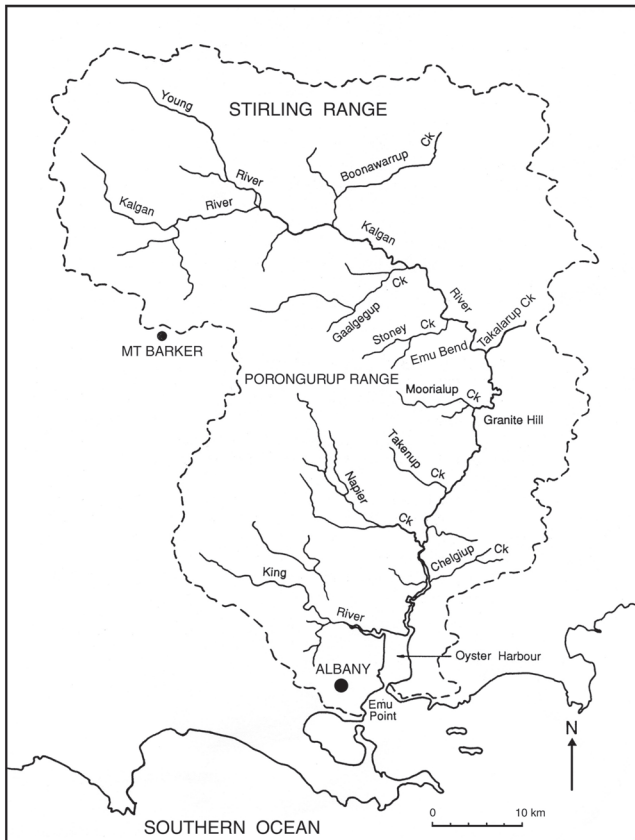 Young
River
STIRLING RANGE
Boonawarrup Ck
Kalgan River
Kalgan
River
Gaalgegup Ck
Stoney Ck
Takalarup Ck
Emu Bend
MT BARKER
PORONGURUP RANGE
Moorialup Ck
Granite Hill
Takenup Ck
Napier
Ck
Chelgiup Ck
King
River
Oyster Harbour
ALBANY
Emu
Point
N
0 10 km
SOUTHERN OCEAN